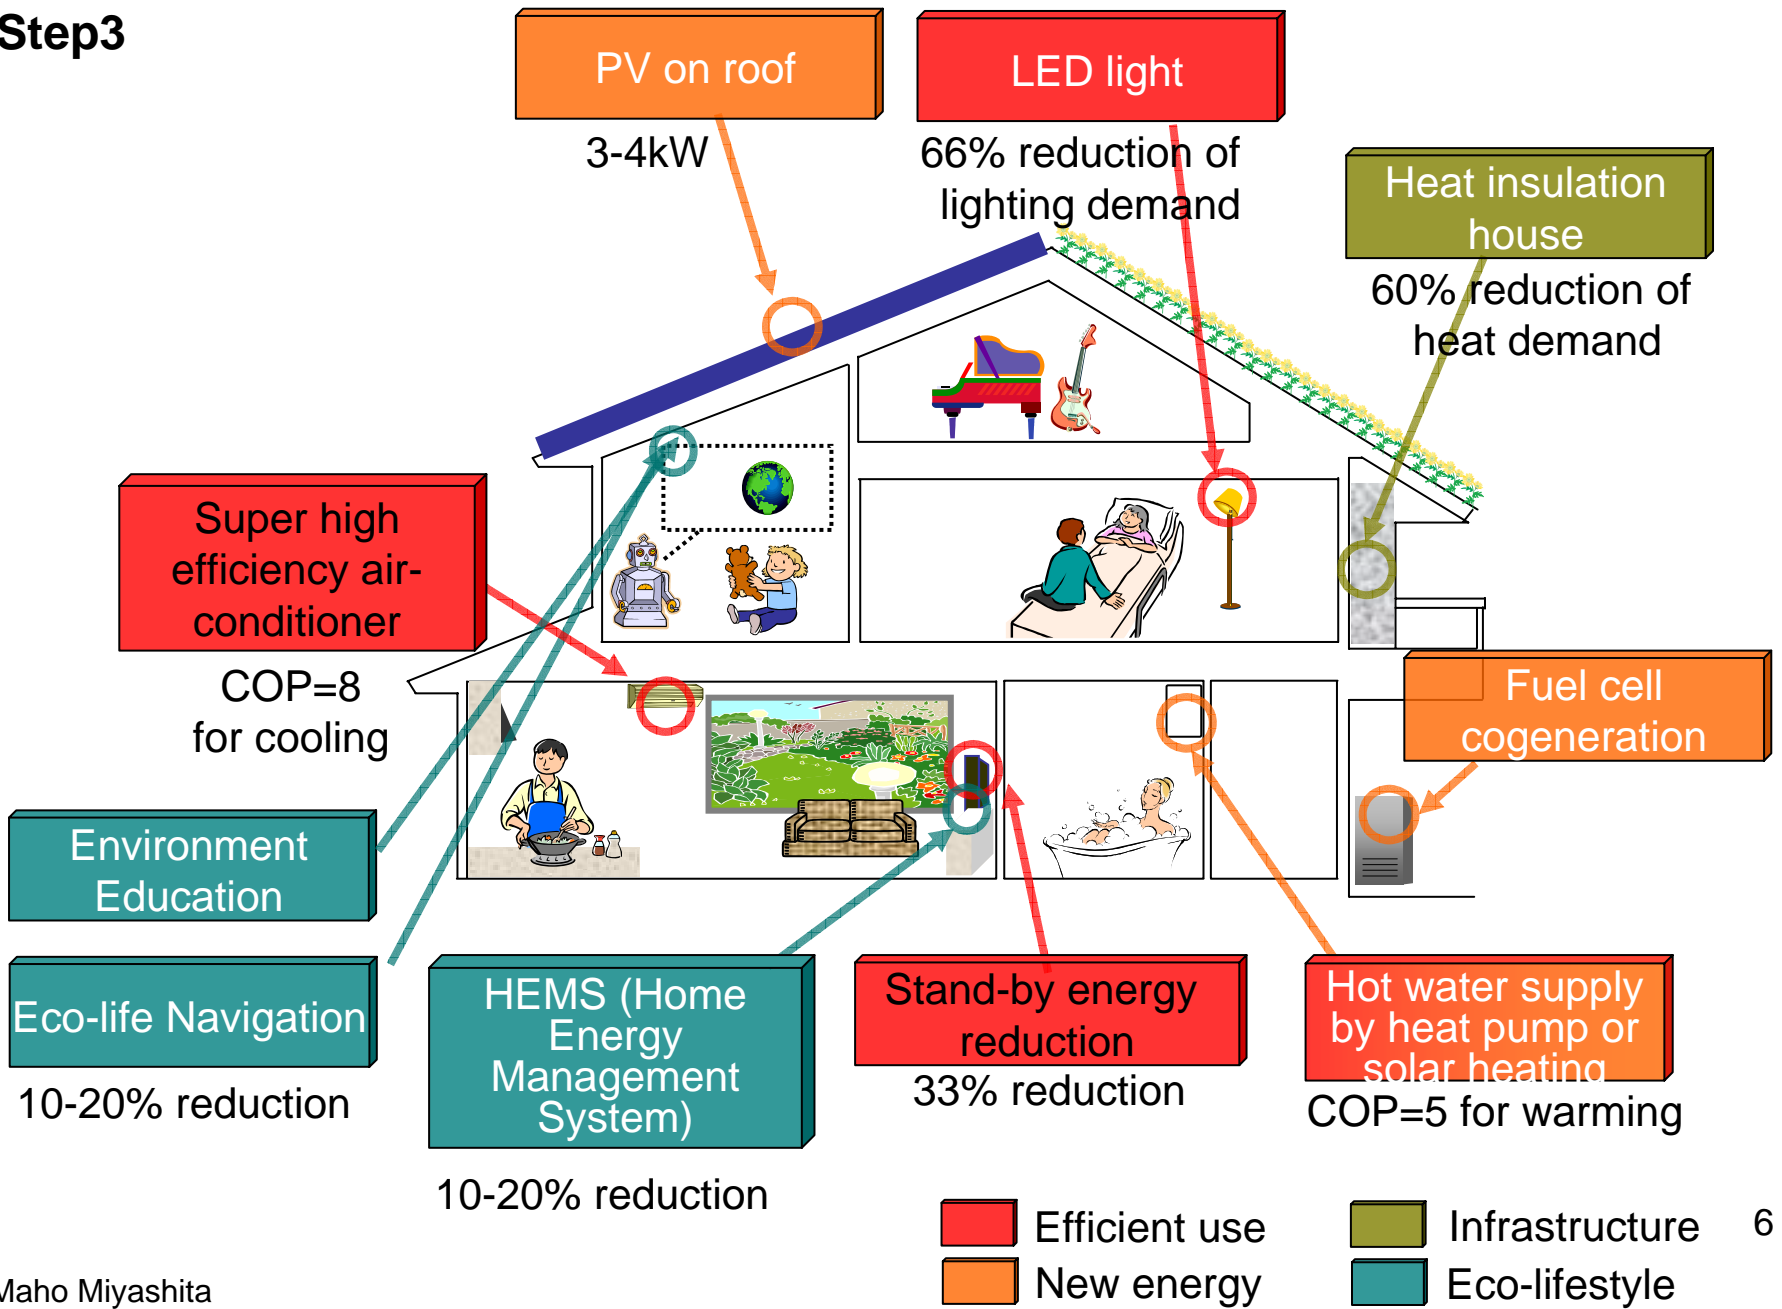 Step3
PV on roof
3-4kW
LED light
66% reduction of
lighting demand
Heat insulation
house
60% reduction of
heat demand
Super high
efficiency air-
conditioner
COP=8
for cooling
Fuel cell
cogeneration
Environment
Education
Eco-life Navigation
10-20% reduction
HEMS (Home
Energy
Management
System)
10-20% reduction
Stand-by energy
reduction
33% reduction
Hot water supply
by heat pump or
solar heating
COP=5 for warming
Efficient use
New energy
Infrastructure
Eco-lifestyle
6
Maho Miyashita